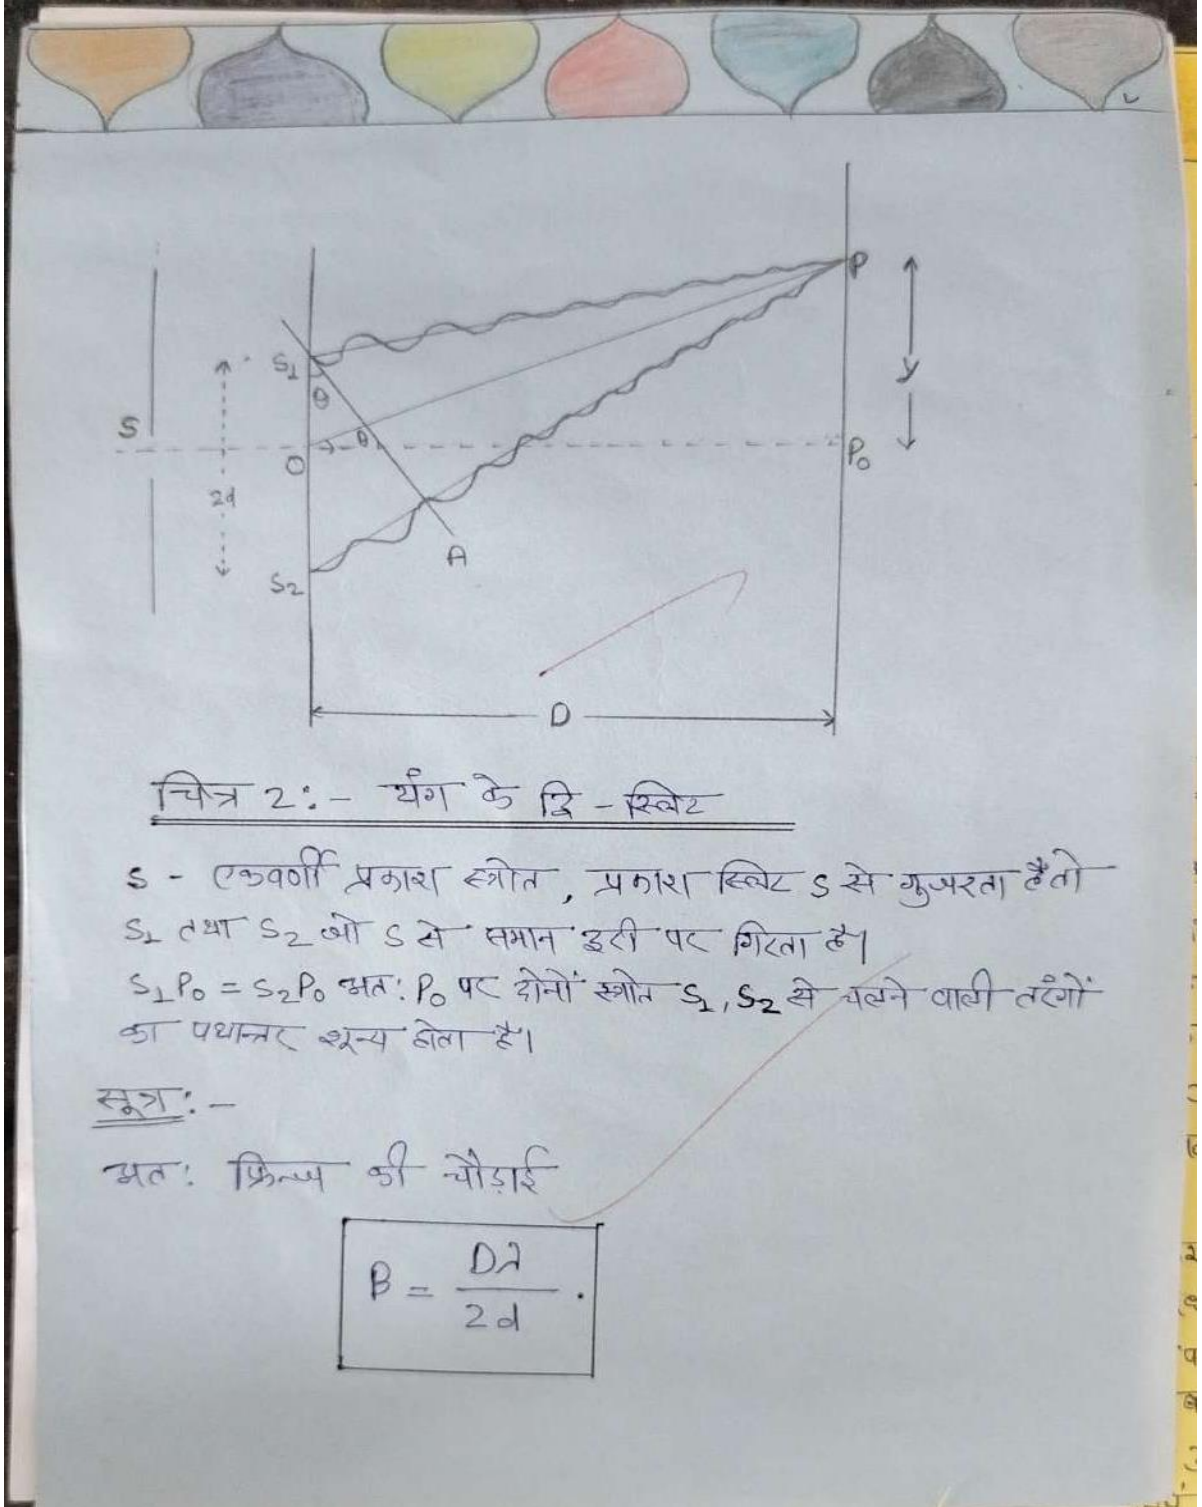 P
S1
θ
y
S
θ
O
P0
2d
A
S2
D
चित्र 2:- यंग के द्वि-स्लिट
S - एकवर्णी प्रकाश स्त्रोत, प्रकाश स्लिट S से गुजरता है तो
S1 तथा S2 जो S से समान दूरी पर गिरता है।
S1P0 = S2P0 अत: P0 पर दोनों स्त्रोत S1, S2 से चलने वाली तरंगों
का पथान्तर शून्य होता है।
सूत्र:-
अत: फ्रिन्ज की चौड़ाई
B = Dλ / 2d .